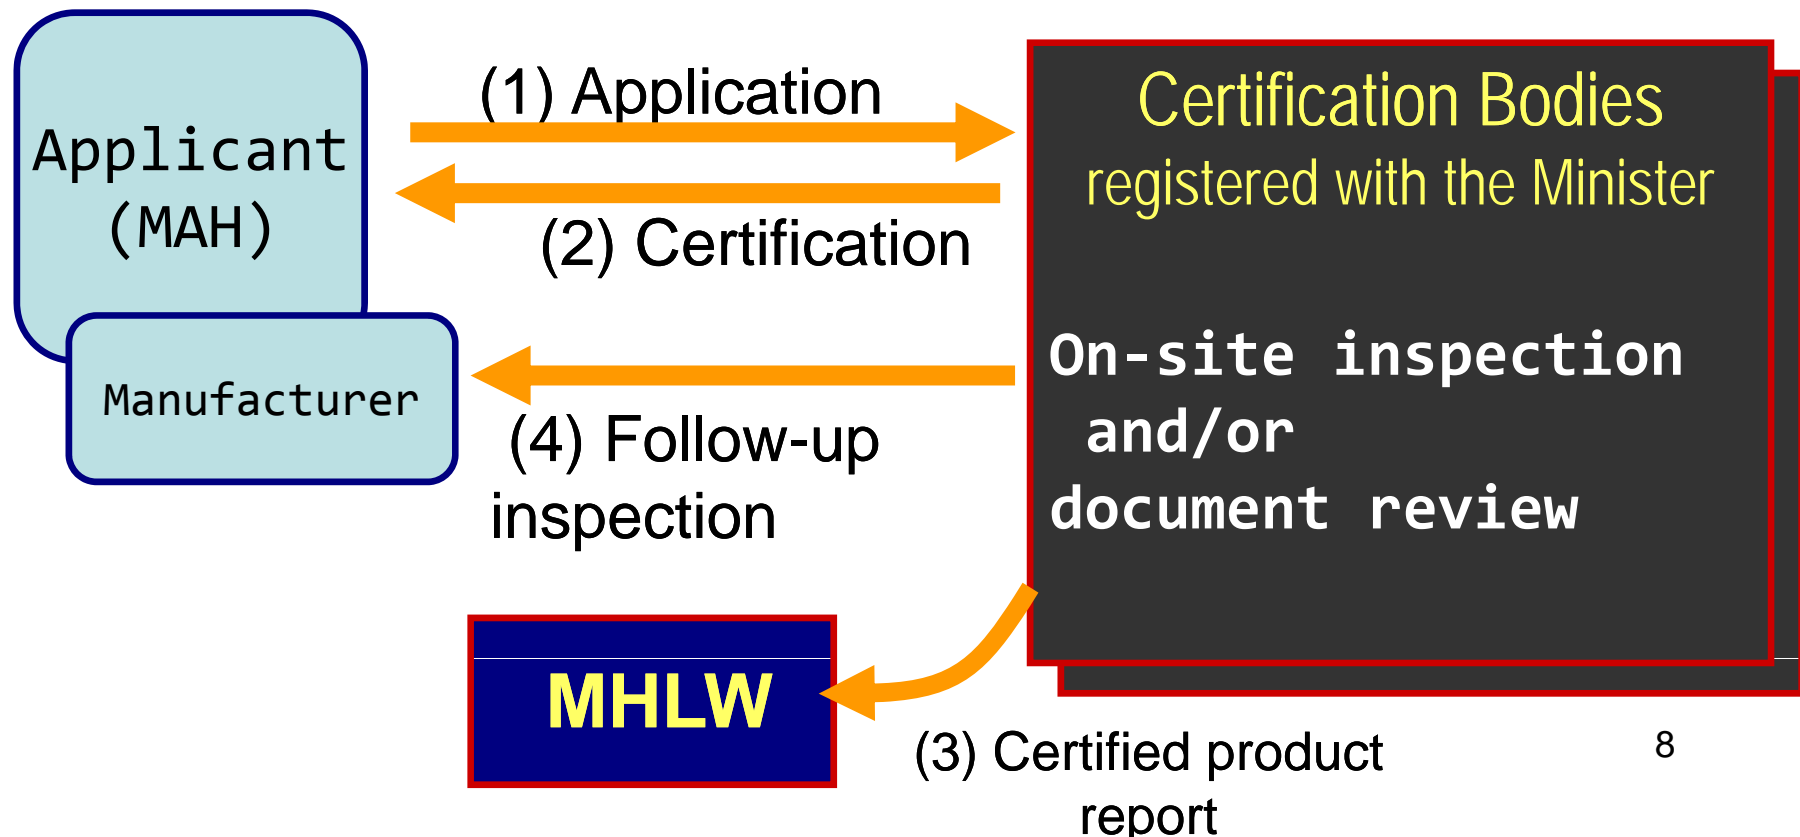 Applicant
(MAH)
Manufacturer
(1) Application
(2) Certification
(4) Follow-up
inspection
Certification Bodies
registered with the Minister
On-site inspection
and/or
document review
MHLW
(3) Certified product
report
8